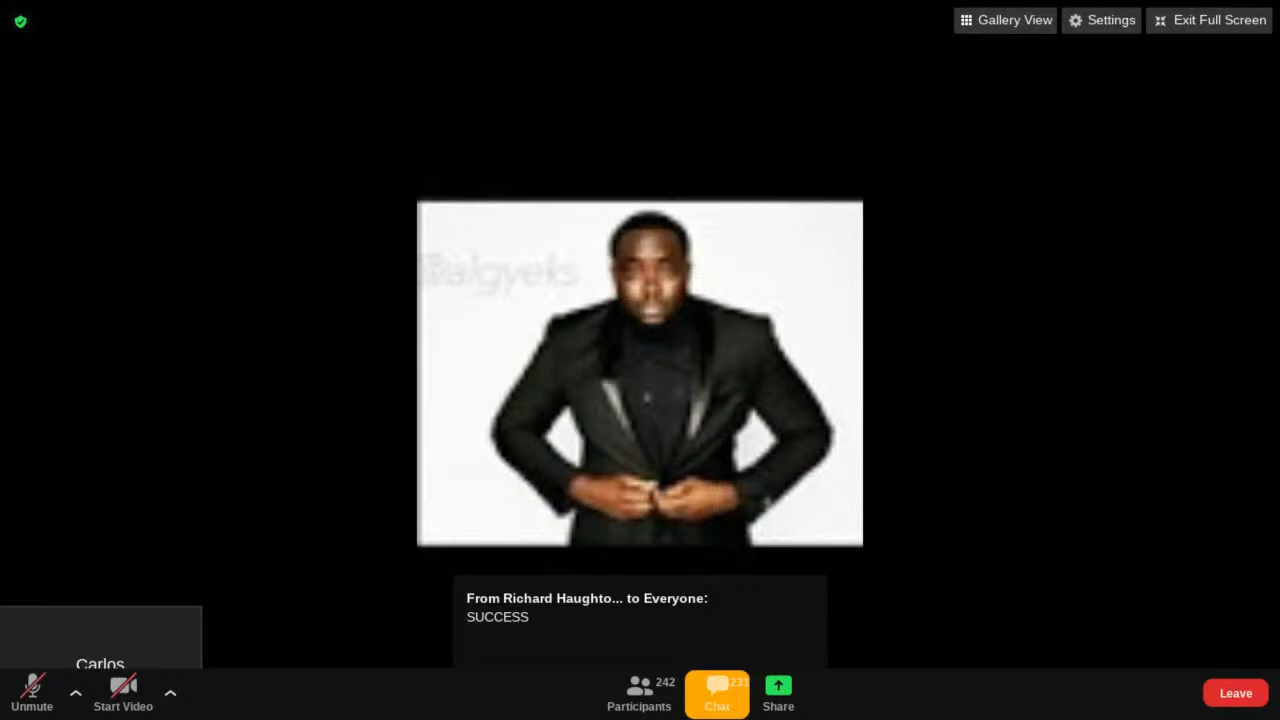 Gallery View
Settings
Exit Full Screen
From Richard Haughto... to Everyone:
SUCCESS
Carlos
Unmute
Start Video
242
Participants
231
Chat
Share
Leave